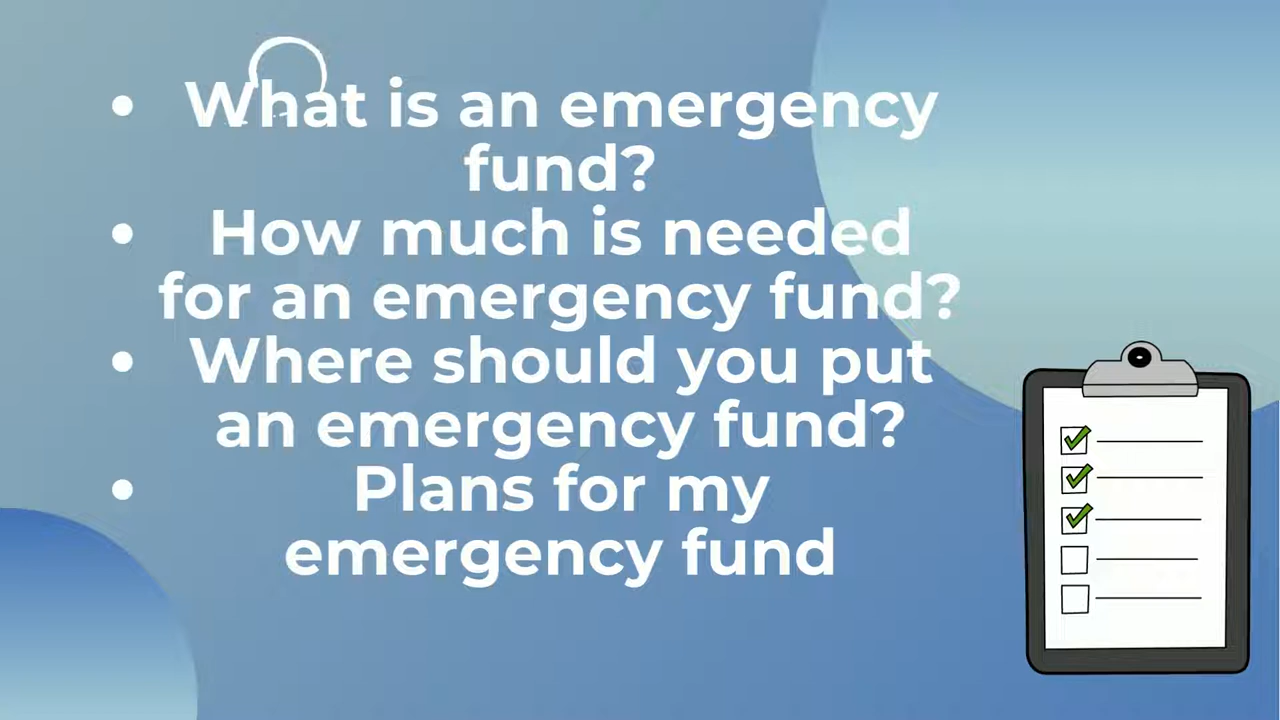 • What is an emergency
fund?
• How much is needed
for an emergency fund?
• Where should you put
an emergency fund?
• Plans for my
emergency fund